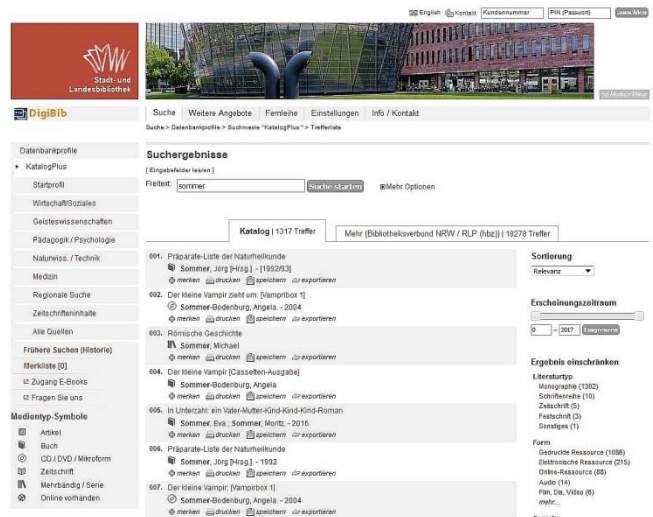 English Kontakt Kundennummer PIN (Passwort) anmelden
Stadt- und
Landesbibliothek
DigiBib
Suche Weitere Angebote Fernleihe Einstellungen Info / Kontakt
Suche > Datenbankprofile > Suchmaske "KatalogPlus" > Trefferliste
Datenbankprofile
KatalogPlus
Startprofil
Wirtschaft/Soziales
Geisteswissenschaften
Pädagogik / Psychologie
Naturwiss. / Technik
Medizin
Regionale Suche
Zeitschrifteninhalte
Alle Quellen
Frühere Suchen (Historie)
Merkliste [0]
Zugang E-Books
Fragen Sie uns
Medientyp-Symbole
Artikel
Buch
CD / DVD / Mikroform
Zeitschrift
Mehrbändig / Serie
Online vorhanden
Suchergebnisse
[ Eingabefelder leeren ]
Freitext: sommer Suche starten Mehr Optionen
Katalog | 1317 Treffer Mehr (Bibliotheksverbund NRW / RLP (hbz)) | 18278 Treffer
001. Präparate-Liste der Naturheilkunde
Sommer, Jörg [Hrsg.] - [1992/93]
merken drucken speichern exportieren
002. Der kleine Vampir zieht um: [Vampirbox 1]
Sommer-Bodenburg, Angela. - 2004
merken drucken speichern exportieren
003. Römische Geschichte
Sommer, Michael
merken drucken speichern exportieren
004. Der kleine Vampir [Cassetten-Ausgabe]
Sommer-Bodenburg, Angela
merken drucken speichern exportieren
005. In Unterzahl: ein Vater-Mutter-Kind-Kind-Kind-Roman
Sommer, Eva ; Sommer, Moritz. - 2016
merken drucken speichern exportieren
006. Präparate-Liste der Naturheilkunde
Sommer, Jörg [Hrsg.] - 1992
merken drucken speichern exportieren
007. Der kleine Vampir: [Vampirbox 1]
Sommer-Bodenburg, Angela. - 2004
merken drucken speichern exportieren
Sortierung
Relevanz
Erscheinungszeitraum
0 - 2017 Eingrenzen
Ergebnis einschränken
Literaturtyp
Monographie (1302)
Schriftenreihe (10)
Zeitschrift (5)
Festschrift (3)
Sonstiges (1)
Form
Gedruckte Ressource (1086)
Elektronische Ressource (215)
Online-Ressource (88)
Audio (14)
Film, Dia, Video (6)
mehr...